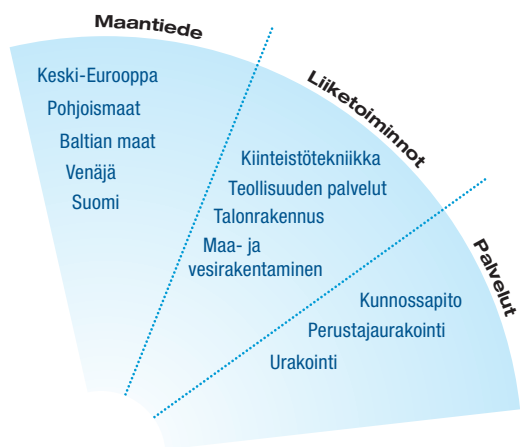 Maantiede
Keski-Eurooppa
Pohjoismaat
Baltian maat
Venäjä
Suomi
Liiketoiminnot
Kiinteistötekniikka
Teollisuuden palvelut
Talonrakennus
Maa- ja
vesirakentaminen
Palvelut
Kunnossapito
Perustajaurakointi
Urakointi